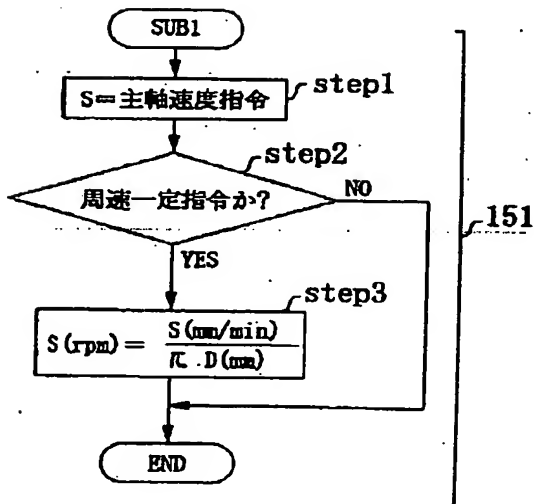 SUB1
S=主軸速度指令
step1
step2
周速一定指令か?
NO
151
YES
step3
S(rpm)= S(mm/min)
π.D(mm)
END